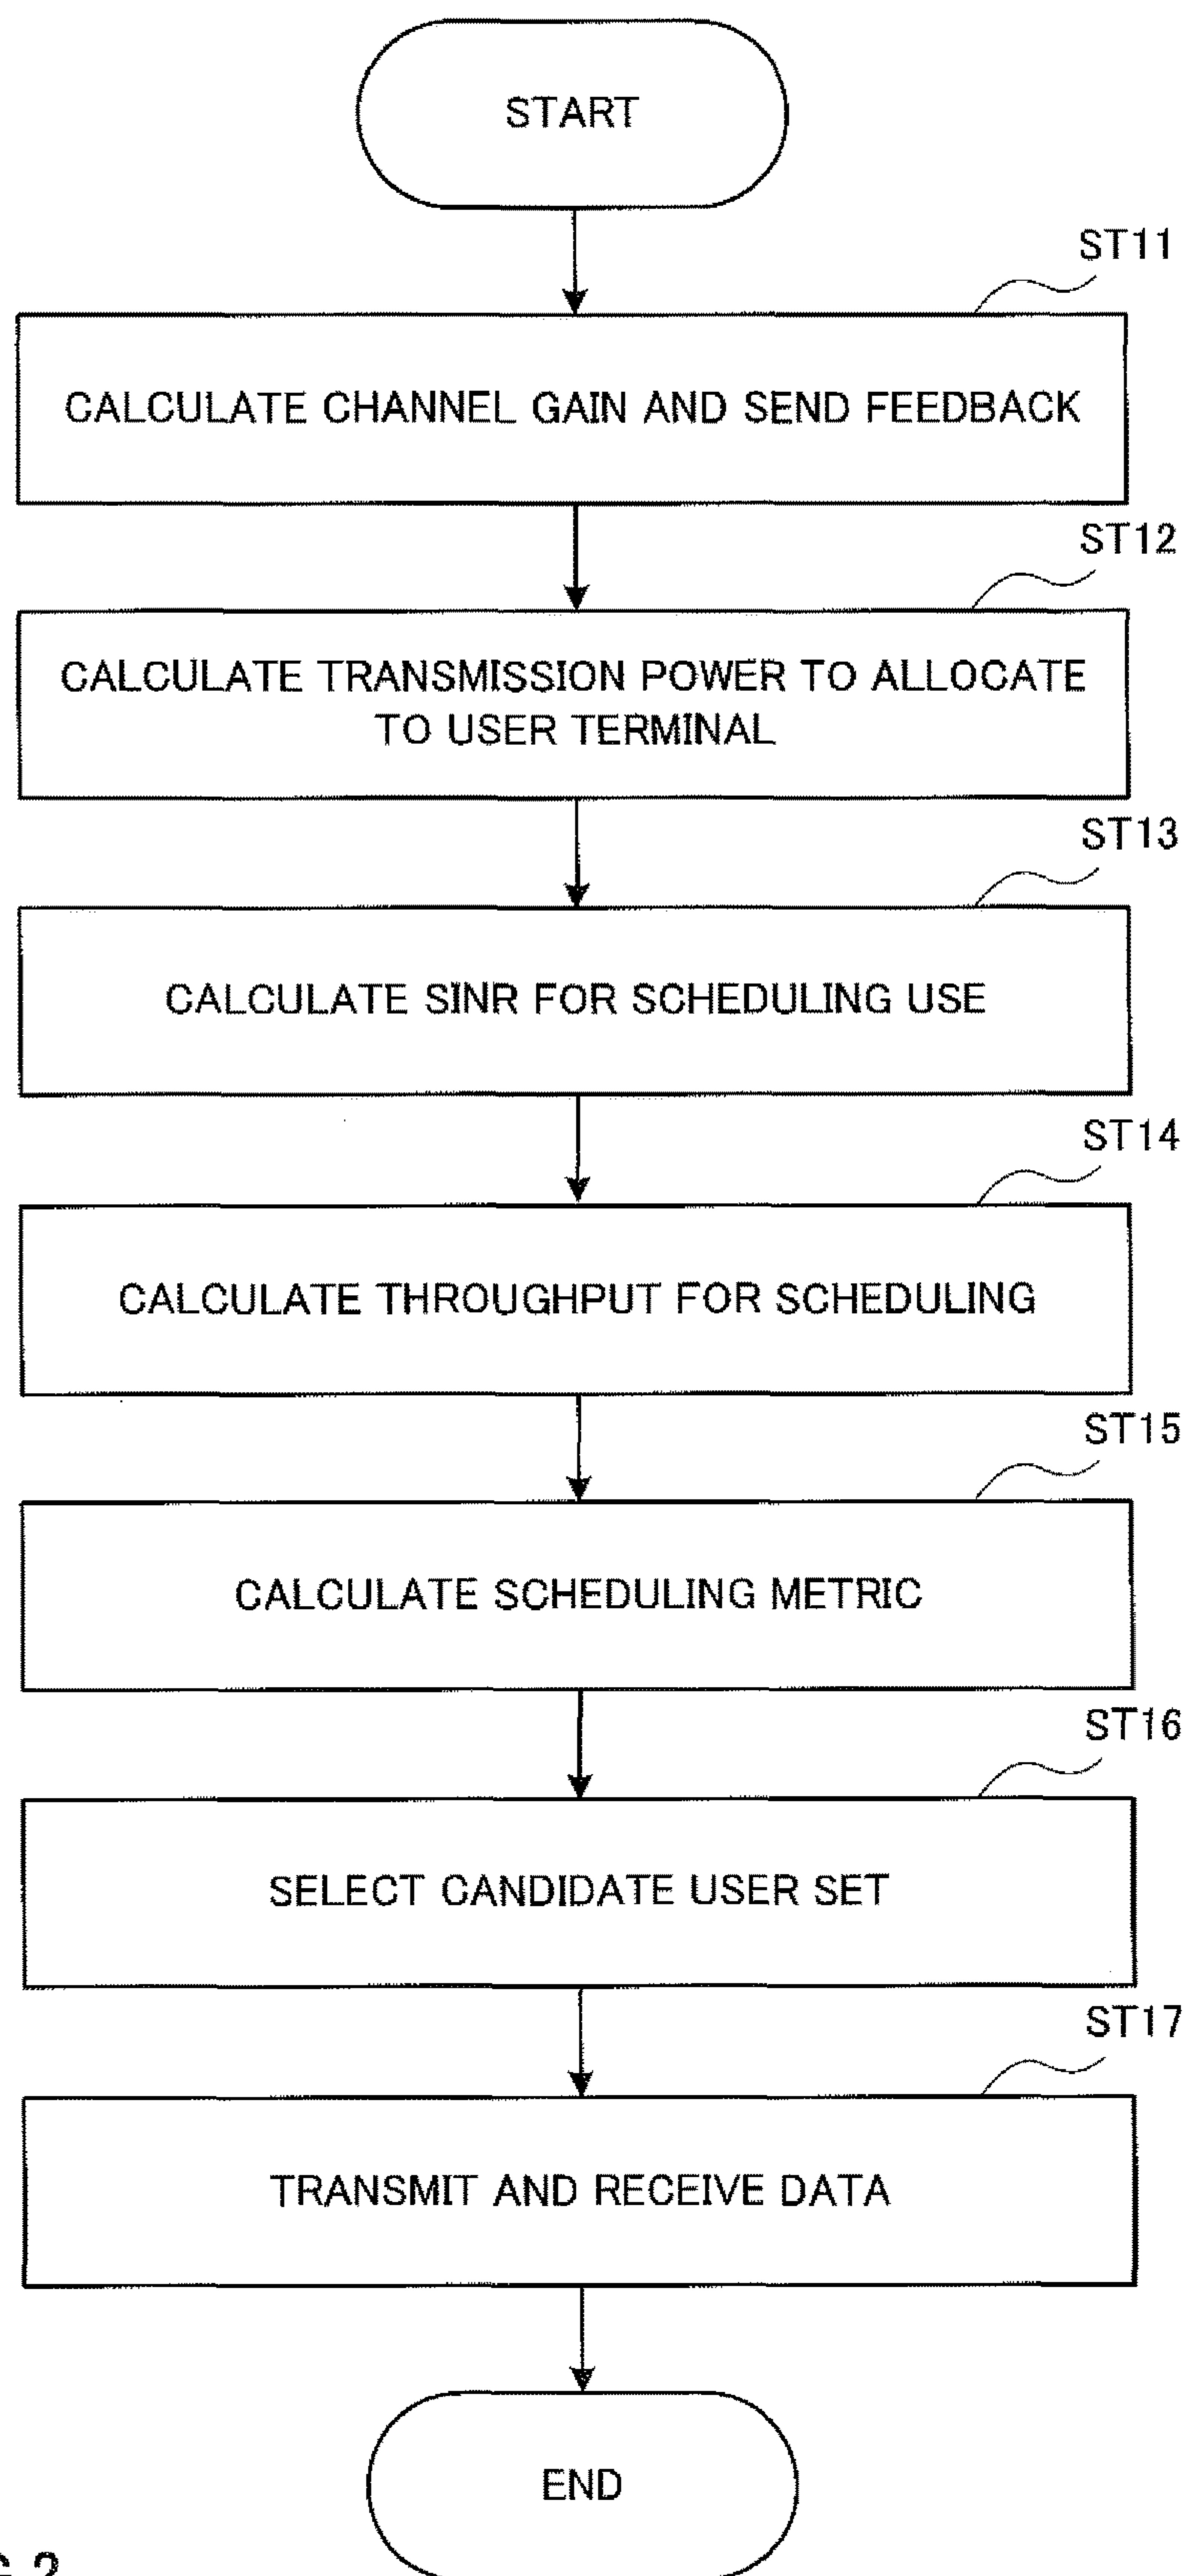 START
ST11
CALCULATE CHANNEL GAIN AND SEND FEEDBACK
ST12
CALCULATE TRANSMISSION POWER TO ALLOCATE
TO USER TERMINAL
ST13
CALCULATE SINR FOR SCHEDULING USE
ST14
CALCULATE THROUGHPUT FOR SCHEDULING
ST15
CALCULATE SCHEDULING METRIC
ST16
SELECT CANDIDATE USER SET
ST17
TRANSMIT AND RECEIVE DATA
END